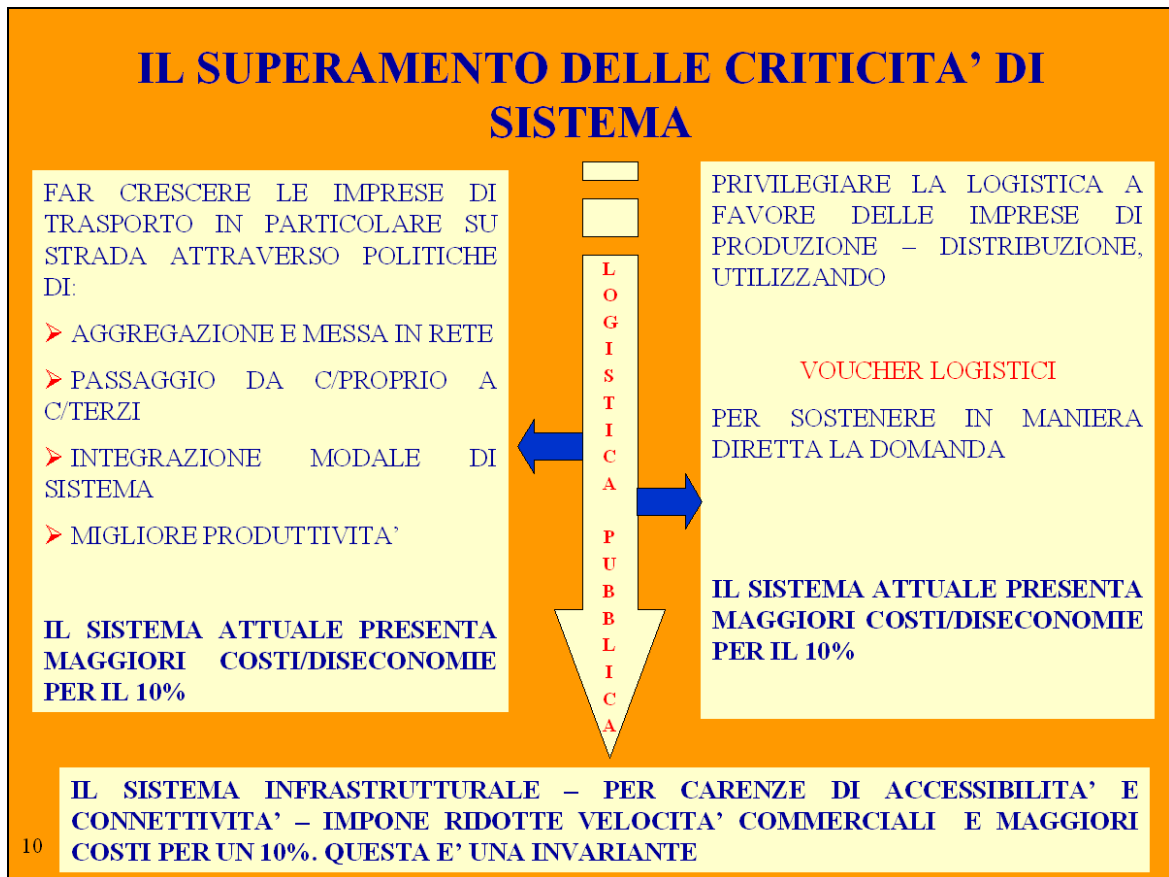 IL SUPERAMENTO DELLE CRITICITA’ DI
SISTEMA
FAR CRESCERE LE IMPRESE DI
TRASPORTO IN PARTICOLARE SU
STRADA ATTRAVERSO POLITICHE
DI:
➢ AGGREGAZIONE E MESSA IN RETE
➢ PASSAGGIO DA C/PROPRIO A
C/TERZI
➢ INTEGRAZIONE MODALE DI
SISTEMA
➢ MIGLIORE PRODUTTIVITA’
IL SISTEMA ATTUALE PRESENTA
MAGGIORI COSTI/DISECONOMIE
PER IL 10%
LOGISTICA PUBBLICA
PRIVILEGIARE LA LOGISTICA A
FAVORE DELLE IMPRESE DI
PRODUZIONE – DISTRIBUZIONE,
UTILIZZANDO
VOUCHER LOGISTICI
PER SOSTENERE IN MANIERA
DIRETTA LA DOMANDA
IL SISTEMA ATTUALE PRESENTA
MAGGIORI COSTI/DISECONOMIE
PER IL 10%
IL SISTEMA INFRASTRUTTURALE – PER CARENZE DI ACCESSIBILITA’ E
CONNETTIVITA’ – IMPONE RIDOTTE VELOCITA’ COMMERCIALI E MAGGIORI
COSTI PER UN 10%. QUESTA E’ UNA INVARIANTE
10